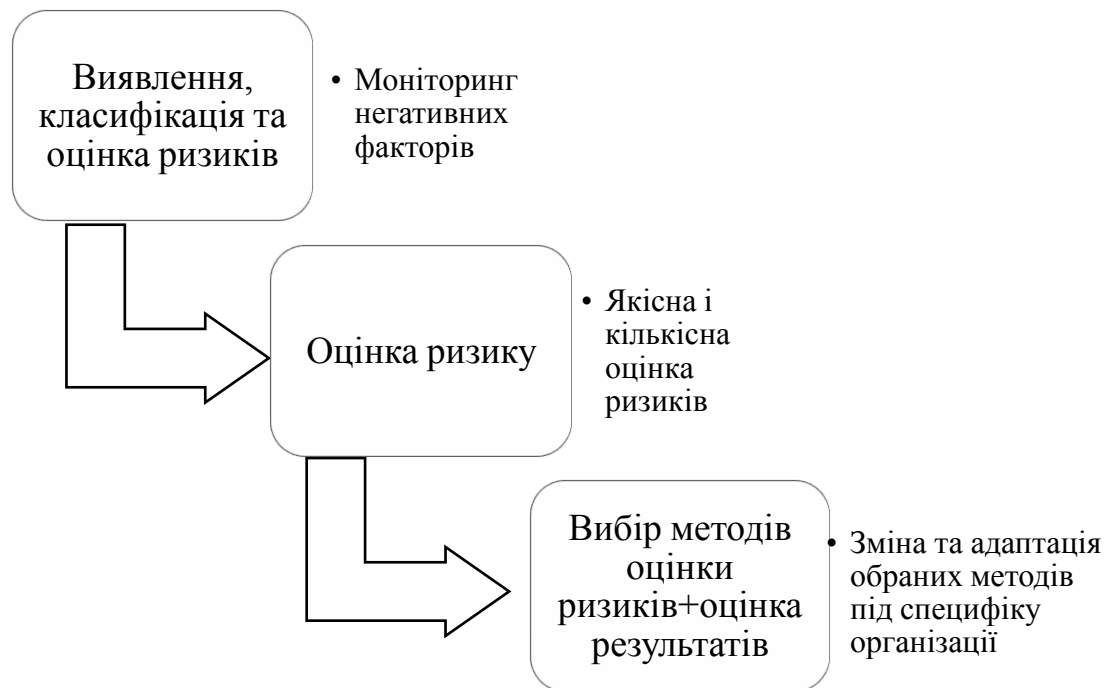 Виявлення,
класифікація та
оцінка ризиків
• Моніторинг
негативних
факторів
Оцінка ризику
• Якісна і
кількісна
оцінка
ризиків
Вибір методів
оцінки
ризиків+оцінка
результатів
• Зміна та адаптація
обраних методів
під специфіку
організації